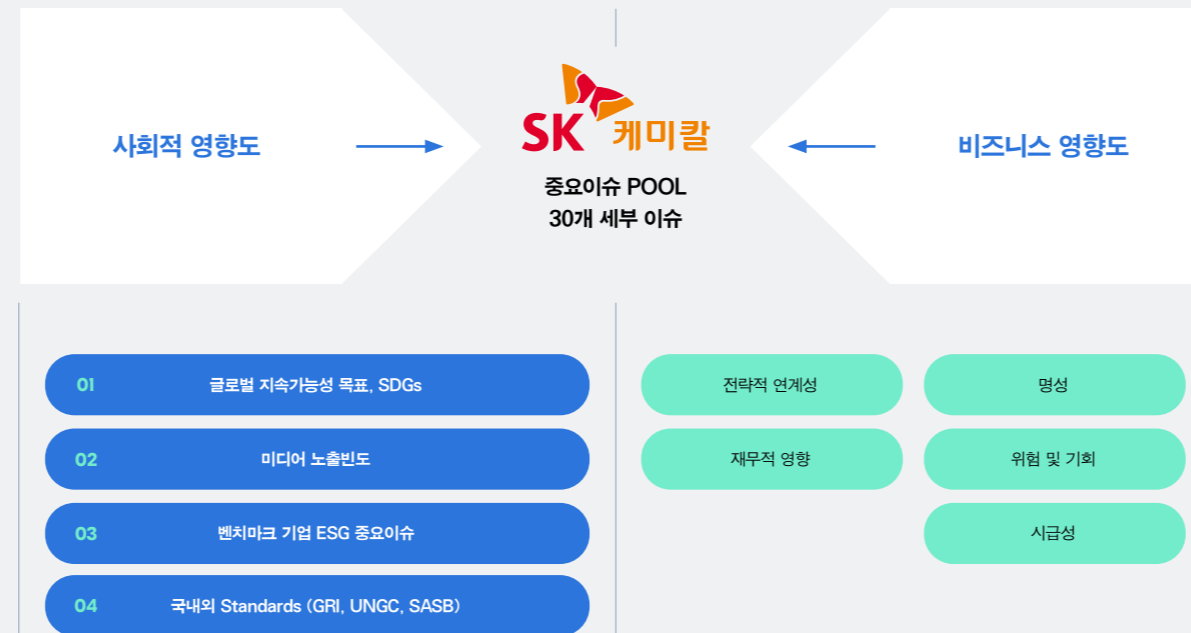 사회적 영향도
SK 케미칼
중요이슈 POOL
30개 세부 이슈
비즈니스 영향도
01 글로벌 지속가능성 목표, SDGs
02 미디어 노출빈도
03 벤치마크 기업 ESG 중요이슈
04 국내외 Standards (GRI, UNGC, SASB)
전략적 연계성
명성
재무적 영향
위험 및 기회
시급성